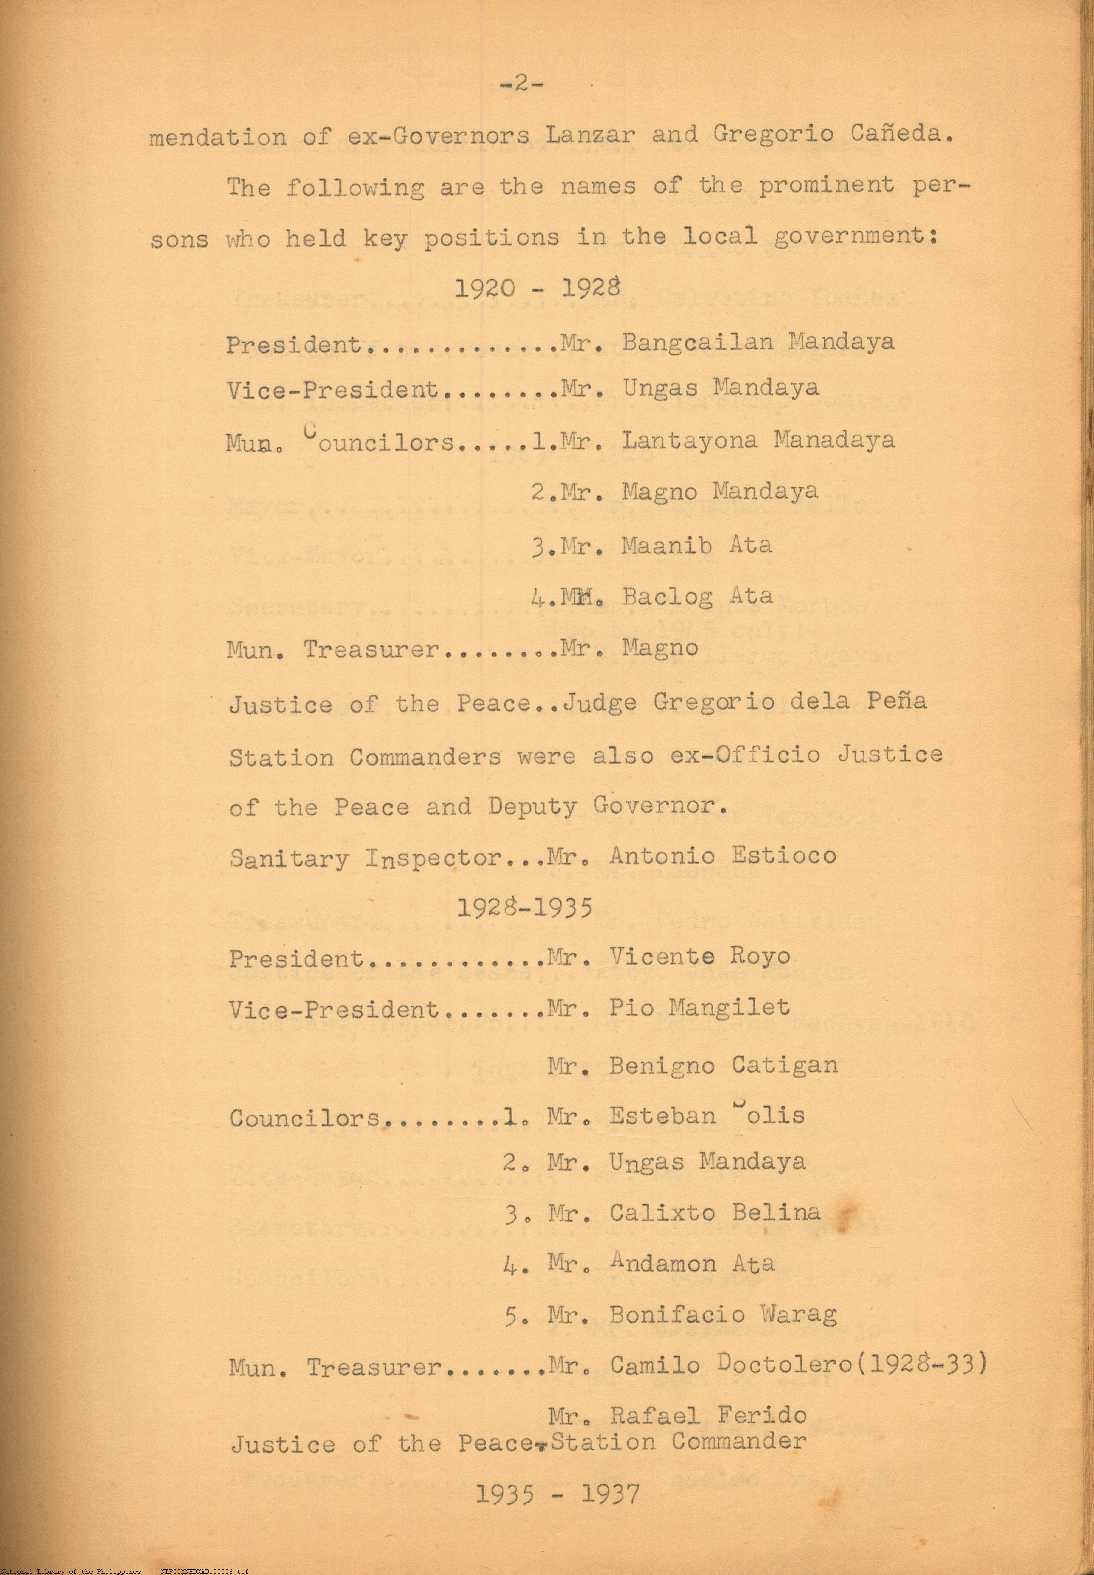 -2-
mendation of ex-Governors Lanzar and Gregorio Cañeda.
The following are the names of the prominent per-
sons who held key positions in the local government:
1920 - 1928
President.............Mr. Bangcailan Mandaya
Vice-President........Mr. Ungas Mandaya
Mun. Councilors.....1.Mr. Lantayona Manadaya
2.Mr. Magno Mandaya
3.Mr. Maanib Ata
4.Mr. Baclog Ata
Mun. Treasurer........Mr. Magno
Justice of the Peace..Judge Gregorio dela Peña
Station Commanders were also ex-Officio Justice
of the Peace and Deputy Governor.
Sanitary Inspector...Mr. Antonio Estioco
1928-1935
President............Mr. Vicente Royo
Vice-President.......Mr. Pio Mangilet
Mr. Benigno Catigan
Councilors........1. Mr. Esteban olis
2. Mr. Ungas Mandaya
3. Mr. Calixto Belina
4. Mr. Andamon Ata
5. Mr. Bonifacio Warag
Mun. Treasurer.......Mr. Camilo Doctolero(1928-33)
Mr. Rafael Ferido
Justice of the Peace-Station Commander
1935 - 1937
National Library of the Philippines